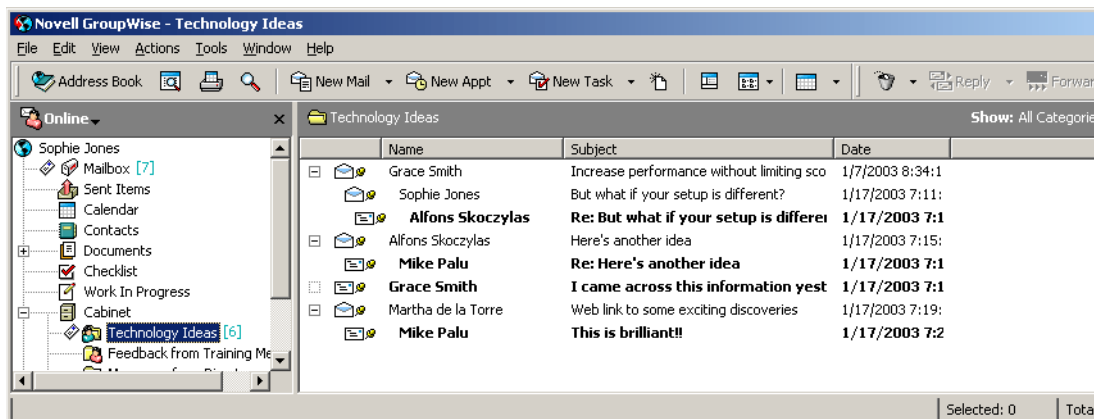 Novell GroupWise - Technology Ideas
File Edit View Actions Tools Window Help
Address Book New Mail New Appt New Task Reply Forwar
Online Technology Ideas Show: All Categorie
Sophie Jones
Mailbox [7]
Sent Items
Calendar
Contacts
Documents
Checklist
Work In Progress
Cabinet
Technology Ideas [6]
Feedback from Training Me
Name Subject Date
Grace Smith Increase performance without limiting sco 1/7/2003 8:34:1
Sophie Jones But what if your setup is different? 1/17/2003 7:11:
Alfons Skoczylas Re: But what if your setup is differer 1/17/2003 7:1
Alfons Skoczylas Here's another idea 1/17/2003 7:15:
Mike Palu Re: Here's another idea 1/17/2003 7:1
Grace Smith I came across this information yest 1/17/2003 7:1
Martha de la Torre Web link to some exciting discoveries 1/17/2003 7:19:
Mike Palu This is brilliant!! 1/17/2003 7:2
Selected: 0 Tota